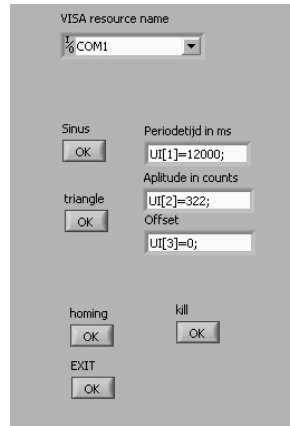 VISA resource name
I/O COM1
Sinus
OK
Periodetijd in ms
UI[1]=12000;
Aplitude in counts
UI[2]=322;
triangle
OK
Offset
UI[3]=0;
homing
OK
kill
OK
EXIT
OK